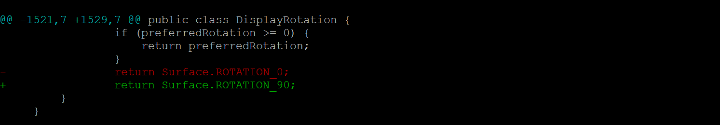 @@ -1521,7 +1529,7 @@ public class DisplayRotation {
if (preferredRotation >= 0) {
return preferredRotation;
}
- return Surface.ROTATION_0;
+ return Surface.ROTATION_90;
}
}